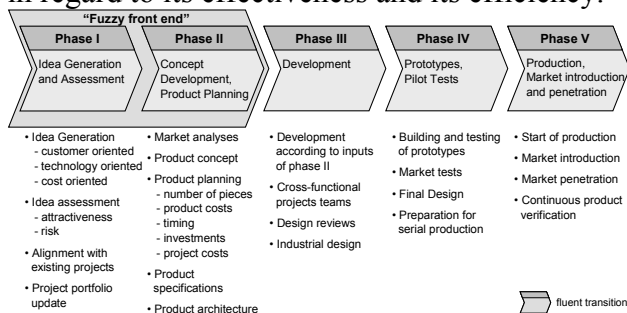 in regard to its effectiveness and its efficiency.
“Fuzzy front end”
Phase I
Idea Generation
and Assessment
Phase II
Concept
Development,
Product Planning
Phase III
Development
Phase IV
Prototypes,
Pilot Tests
Phase V
Production,
Market introduction
and penetration
• Idea Generation
- customer oriented
- technology oriented
- cost oriented
• Idea assessment
- attractiveness
- risk
• Alignment with
existing projects
• Project portfolio
update
• Market analyses
• Product concept
• Product planning
- number of pieces
- product costs
- timing
- investments
- project costs
• Product
specifications
• Product architecture
• Development
according to inputs
of phase II
• Cross-functional
projects teams
• Design reviews
• Industrial design
• Building and testing
of prototypes
• Market tests
• Final Design
• Preparation for
serial production
• Start of production
• Market introduction
• Market penetration
• Continuous product
verification
fluent transition